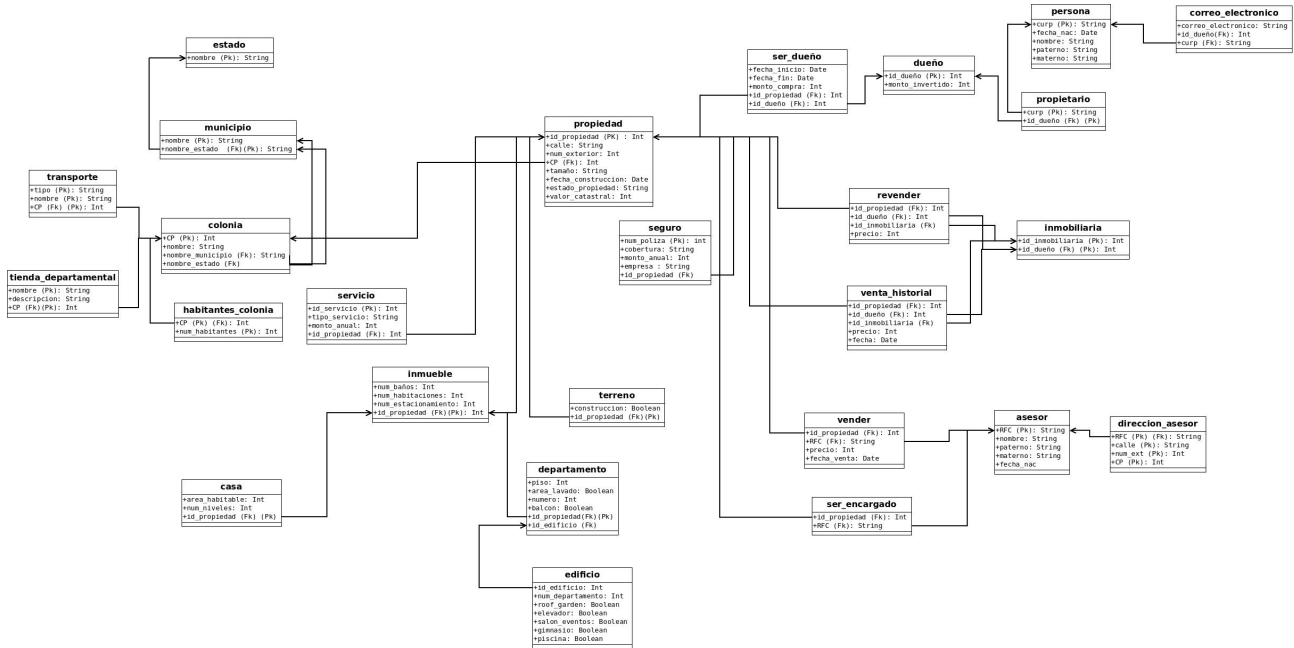 estado
+nombre (Pk): String
municipio
+nombre (Pk): String
+nombre_estado (Fk)(Pk): String
transporte
+tipo (Pk): String
+nombre (Pk): String
+CP (Fk) (Pk): Int
colonia
+CP (Pk): Int
+nombre: String
+nombre_municipio (Fk): String
+nombre_estado (Fk)
tienda_departamental
+nombre (Pk): String
+descripcion: String
+CP (Fk)(Pk): Int
habitantes_colonia
+CP (Pk) (Fk): Int
+num_habitantes (Pk): Int
servicio
+id_servicio (Pk): Int
+tipo_servicio: String
+monto_anual: Int
+id_propiedad (Fk): Int
propiedad
+id_propiedad (PK) : Int
+calle: String
+num_exterior: Int
+CP (Fk): Int
+tamaño: String
+fecha_construccion: Date
+estado_propiedad: String
+valor_catastral: Int
seguro
+num_poliza (Pk): int
+cobertura: String
+monto_anual: Int
+empresa : String
+id_propiedad (Fk)
ser_dueño
+fecha_inicio: Date
+fecha_fin: Date
+monto_compra: Int
+id_propiedad (Fk): Int
+id_dueño (Fk): Int
dueño
+id_dueño (Pk): Int
+monto_invertido: Int
persona
+curp (Pk): String
+fecha_nac: Date
+nombre: String
+paterno: String
+materno: String
correo_electronico
+correo_electronico: String
+id_dueño(Fk): Int
+curp (Fk): String
propietario
+curp (Pk): String
+id_dueño (Fk) (Pk)
revender
+id_propiedad (Fk): Int
+id_dueño (Fk): Int
+id_inmobiliaria (Fk)
+precio: Int
inmobiliaria
+id_inmobiliaria (Pk): Int
+id_dueño (Fk) (Pk): Int
venta_historial
+id_propiedad (Fk): Int
+id_dueño (Fk): Int
+id_inmobiliaria (Fk)
+precio: Int
+fecha: Date
inmueble
+num_baños: Int
+num_habitaciones: Int
+num_estacionamiento: Int
+id_propiedad (Fk)(Pk): Int
terreno
+construccion: Boolean
+id_propiedad (Fk)(Pk)
vender
+id_propiedad (Fk): Int
+RFC (Fk): String
+precio: Int
+fecha_venta: Date
asesor
+RFC (Pk): String
+nombre: String
+paterno: String
+materno: String
+fecha_nac
direccion_asesor
+RFC (Pk) (Fk): String
+calle (Pk): String
+num_ext (Pk): Int
+CP (Pk): Int
casa
+area_habitable: Int
+num_niveles: Int
+id_propiedad (Fk) (Pk)
departamento
+piso: Int
+area_lavado: Boolean
+numero: Int
+balcon: Boolean
+id_propiedad(Fk)(Pk)
+id_edificio (Fk)
ser_encargado
+id_propiedad (Fk): Int
+RFC (Fk): String
edificio
+id_edificio: Int
+num_departamento: Int
+roof_garden: Boolean
+elevador: Boolean
+salon_eventos: Boolean
+gimnasio: Boolean
+piscina: Boolean